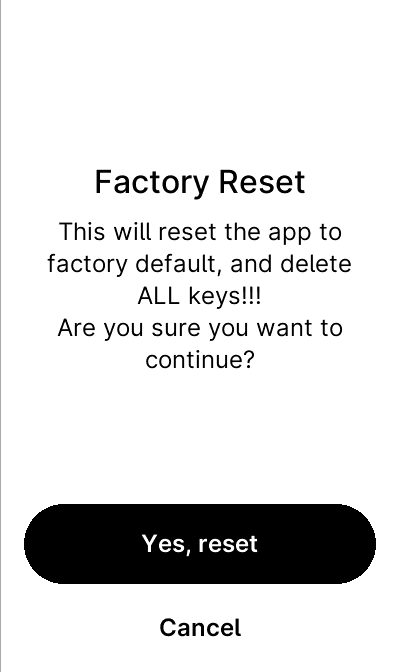 Factory Reset
This will reset the app to
factory default, and delete
ALL keys!!!
Are you sure you want to
continue?
Yes, reset
Cancel